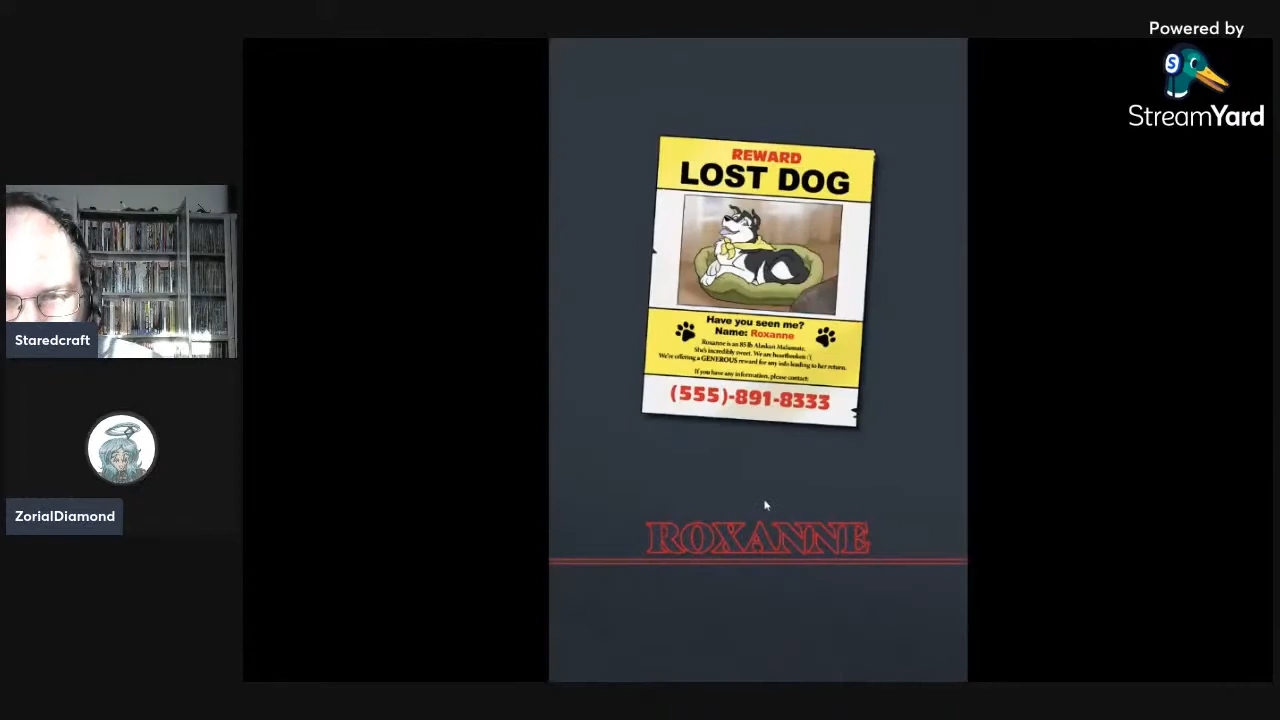 Powered by
StreamYard
REWARD
LOST DOG
Have you seen me?
Name: Roxanne
Roxanne is an 85 lb Alaskan Malamute.
She's incredibly sweet. We are heartbroken :'(
We're offering a GENEROUS reward for any info leading to her return.
If you have any information, please contact:
(555)-891-8333
ROXANNE
Staredcraft
ZorialDiamond